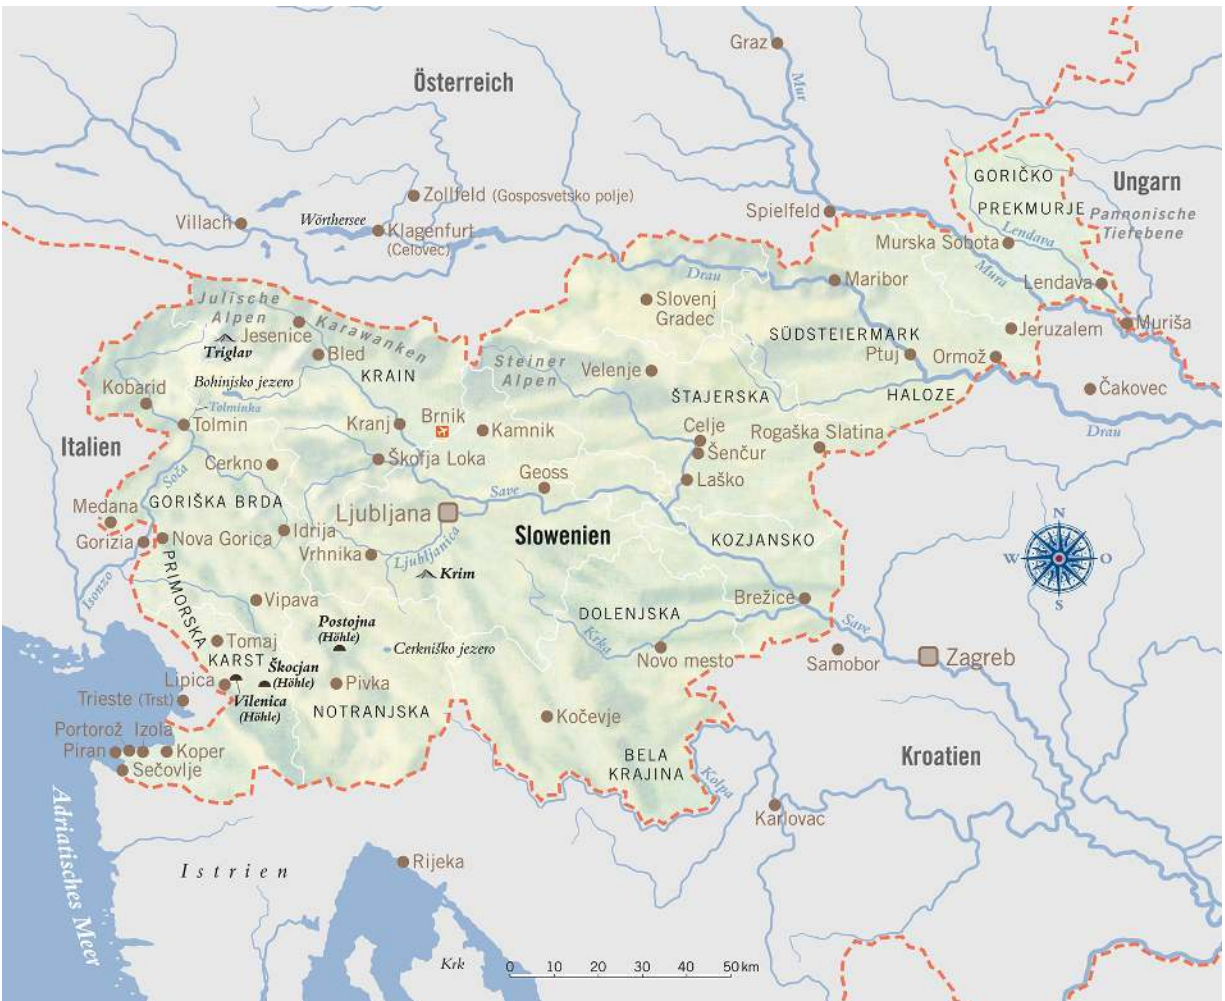 Graz
Mur
Österreich
GORIČKO
Ungarn
Zollfeld (Gosposvetsko polje)
PREKMURJE
Pannonische
Tiefebene
Villach
Wörthersee
Klagenfurt
(Celovec)
Spielfeld
Murska Sobota
Lendava
Mura
Drau
Maribor
Lendava
Julische
Alpen
Slovenj
Gradec
Karawanken
Jesenice
Triglav
Bled
SÜDSTEIERMARK
Jeruzalem
Muriša
Steiner
Alpen
Velenje
Ptuj
Ormož
Bohinjsko jezero
KRAIN
Kobarid
ŠTAJERSKA
HALOZE
Čakovec
Tolminka
Tolmin
Kranj
Brnik
Kamnik
Celje
Rogaška Slatina
Drau
Italien
Šenčur
Cerkno
Škofja Loka
Geoss
Laško
Soča
Save
Medana
GORIŠKA BRDA
Ljubljana
N
Gorizia
Nova Gorica
Idrija
Vrhnika
Ljubljanica
Slowenien
KOZJANSKO
W
O
Krim
S
Isonzo
PRIMORSKA
Vipava
Brežice
DOLENJSKA
Postojna
(Höhle)
Krka
Save
Tomaj
Cerkniško jezero
KARST
Škocjan
(Höhle)
Novo mesto
Samobor
Zagreb
Lipica
Pivka
Trieste (Trst)
Vilenica
(Höhle)
NOTRANJSKA
Kočevje
Portorož
Izola
Piran
Koper
Sečovlje
BELA
KRAJINA
Kroatien
Kolpa
Karlovac
Adriatisches Meer
Istrien
Rijeka
Krk
0 10 20 30 40 50 km